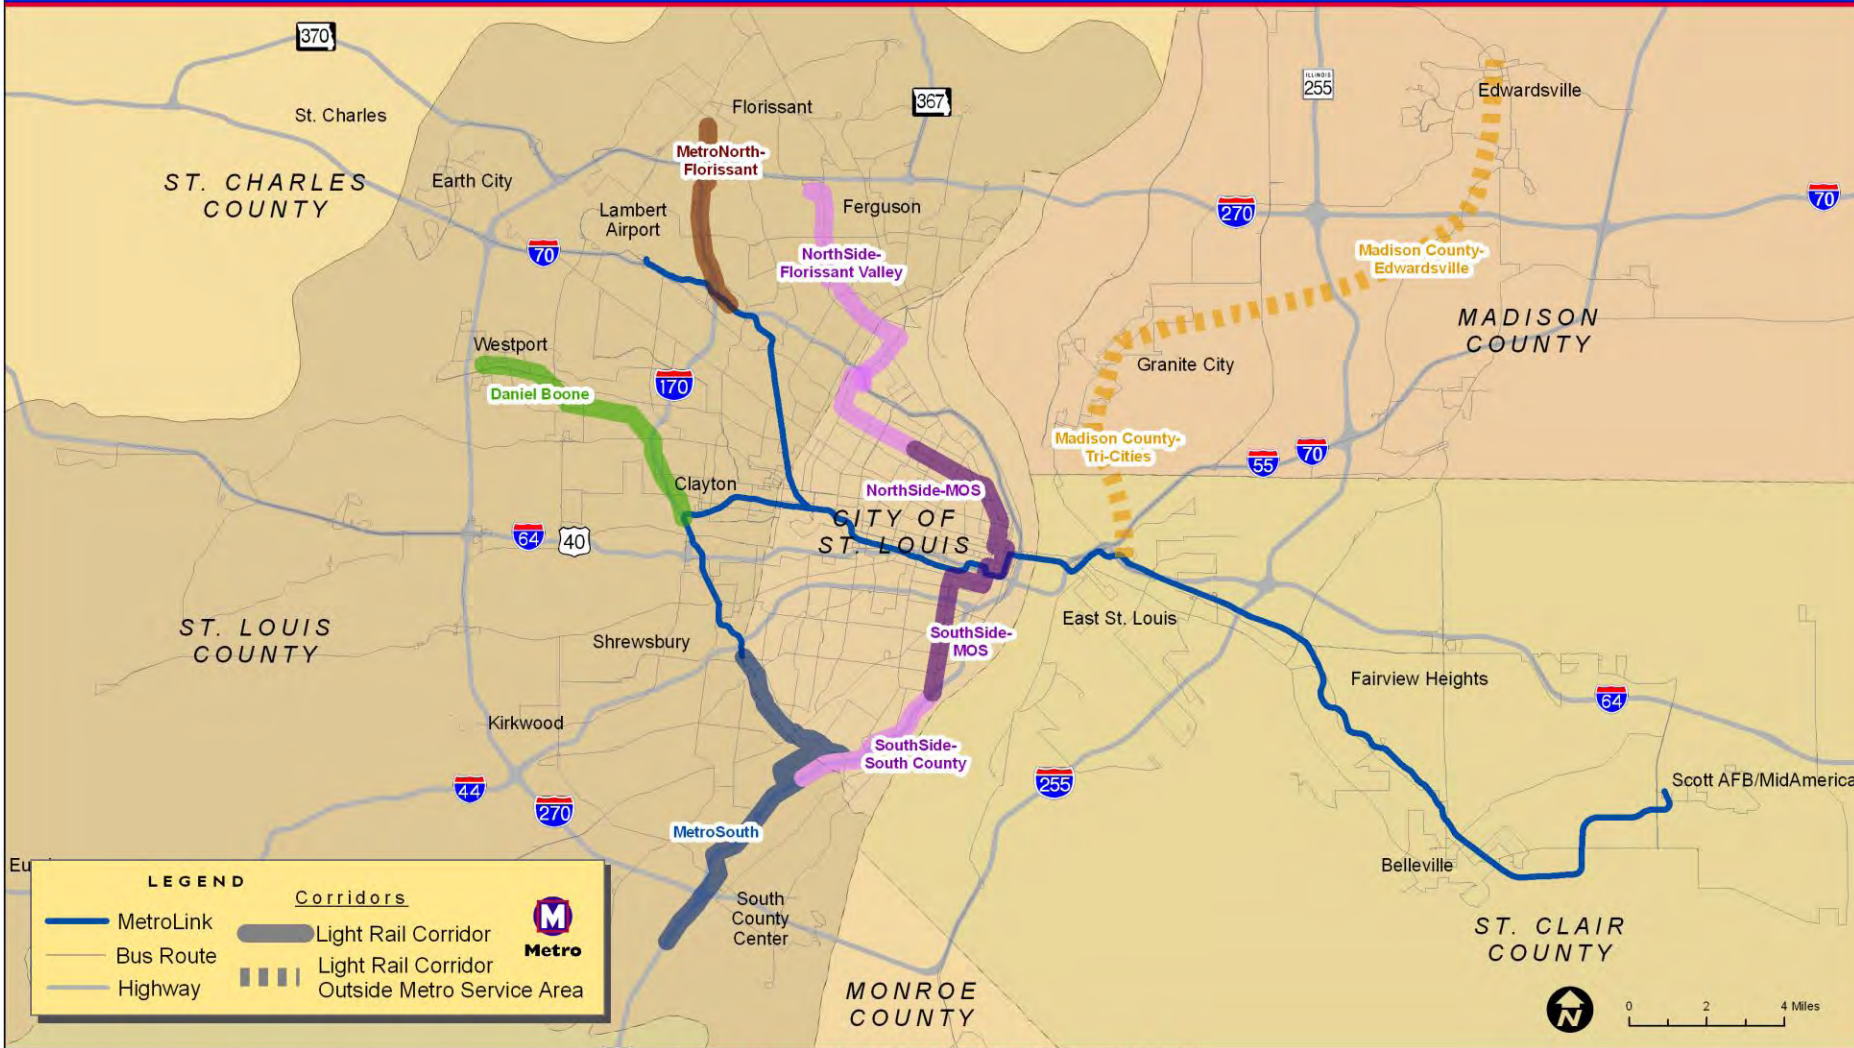 370
Florissant
ILLINOIS
255
Edwardsville
367
St. Charles
MetroNorth-
Florissant
ST. CHARLES
COUNTY
Earth City
70
Lambert
Airport
Ferguson
270
70
NorthSide-
Florissant Valley
Madison County-
Edwardsville
MADISON
COUNTY
Westport
Daniel Boone
170
Granite City
Madison County-
Tri-Cities
55
70
Clayton
NorthSide-MOS
CITY OF
ST. LOUIS
64
40
East St. Louis
ST. LOUIS
COUNTY
Shrewsbury
SouthSide-
MOS
Fairview Heights
64
Kirkwood
SouthSide-
South County
44
270
255
Scott AFB/MidAmerica
MetroSouth
Belleville
South
County
Center
ST. CLAIR
COUNTY
MONROE
COUNTY
LEGEND
Corridors
MetroLink
Bus Route
Highway
Light Rail Corridor
Light Rail Corridor
Outside Metro Service Area
M
Metro
N
0 2 4 Miles